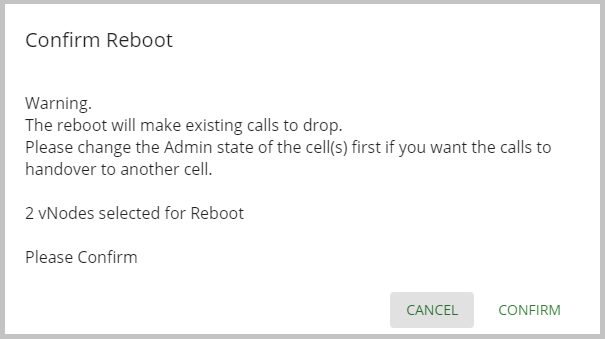 Confirm Reboot
Warning.
The reboot will make existing calls to drop.
Please change the Admin state of the cell(s) first if you want the calls to
handover to another cell.
2 vNodes selected for Reboot
Please Confirm
CANCEL CONFIRM